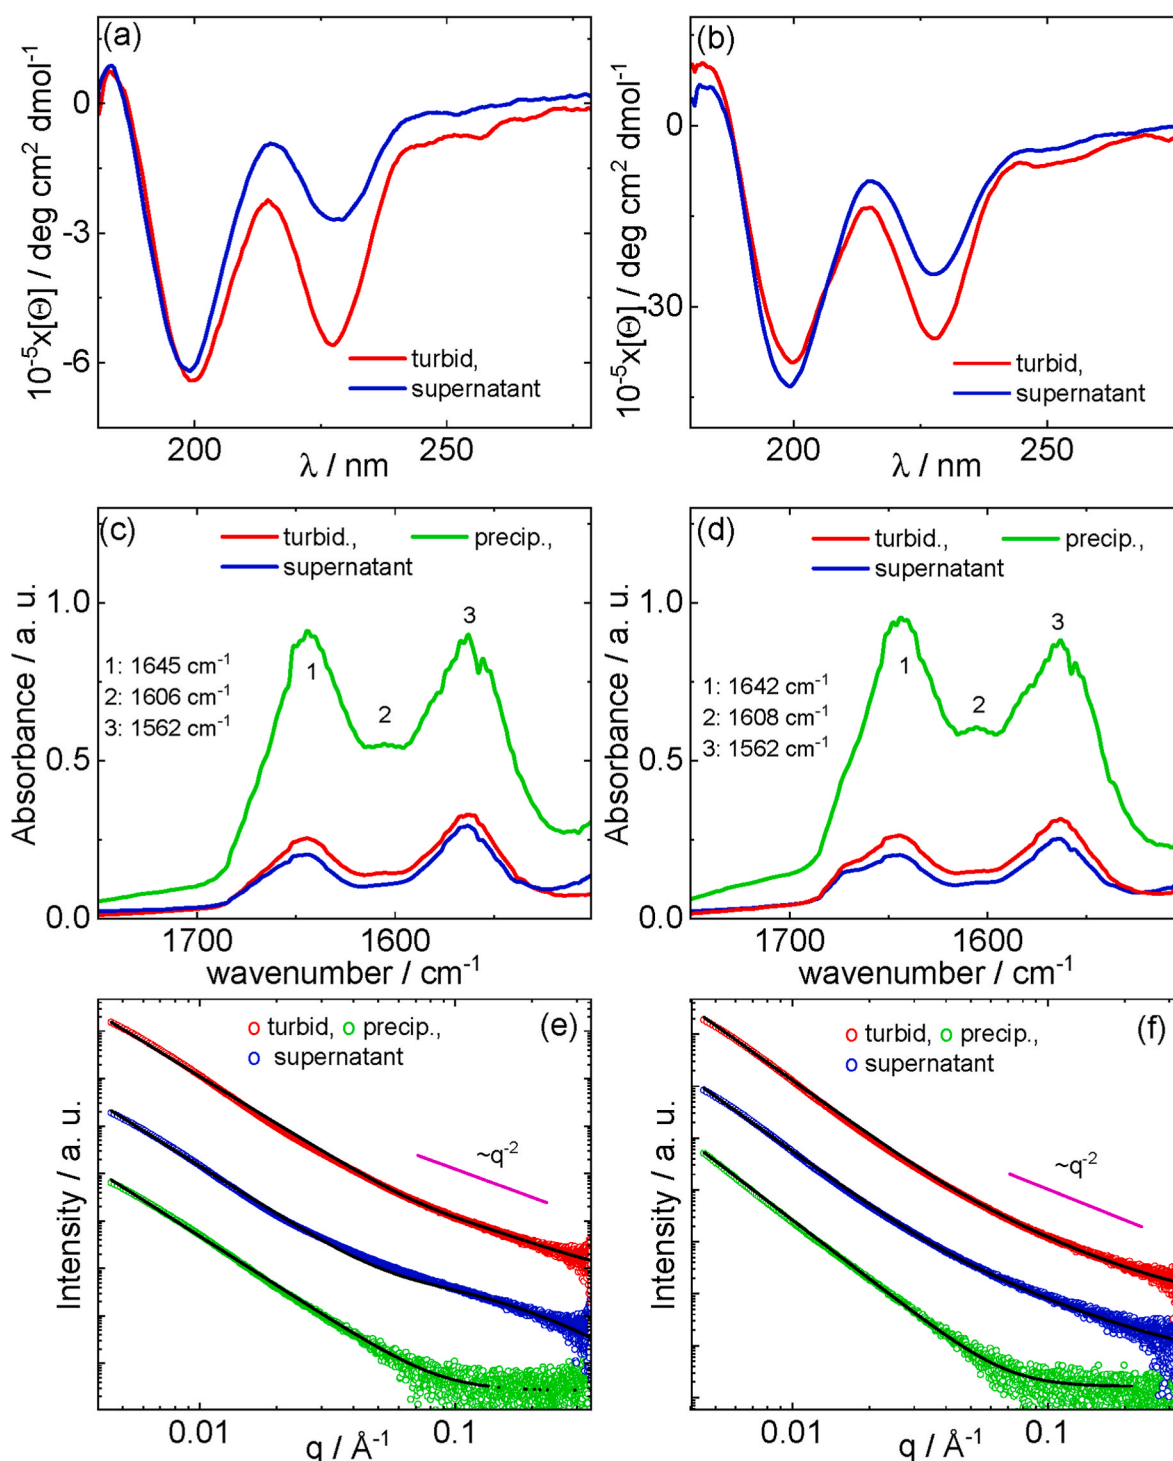 (a)
10⁻⁵x[Θ] / deg cm² dmol⁻¹
0
-3
-6
turbid,
supernatant
200
250
λ / nm
(b)
10⁻⁵x[Θ] / deg cm² dmol⁻¹
0
-30
turbid,
supernatant
200
250
λ / nm
(c)
turbid.,
precip.,
supernatant
Absorbance / a. u.
1.0
0.5
0.0
1: 1645 cm⁻¹
2: 1606 cm⁻¹
3: 1562 cm⁻¹
1
2
3
1700
1600
wavenumber / cm⁻¹
(d)
turbid.,
precip.,
supernatant
Absorbance / a. u.
1.0
0.5
0.0
1: 1642 cm⁻¹
2: 1608 cm⁻¹
3: 1562 cm⁻¹
1
2
3
1700
1600
wavenumber / cm⁻¹
(e)
turbid, precip.,
supernatant
~q⁻²
Intensity / a. u.
0.01
0.1
q / Å⁻¹
(f)
turbid, precip.,
supernatant
~q⁻²
Intensity / a. u.
0.01
0.1
q / Å⁻¹